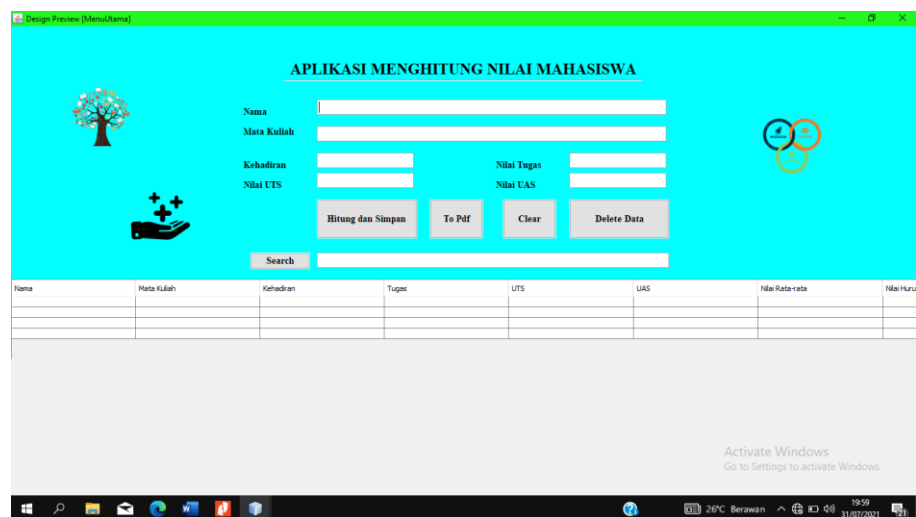 Design Preview [MenuUtama]
APLIKASI MENGHITUNG NILAI MAHASISWA
Nama
Mata Kuliah
Kehadiran Nilai Tugas
Nilai UTS Nilai UAS
Hitung dan Simpan To Pdf Clear Delete Data
Search
Nama Mata Kuliah Kehadiran Tugas UTS UAS Nilai Rata-rata Nilai Huru
Activate Windows
Go to Settings to activate Windows.
26°C Berawan 19:59
31/07/2021